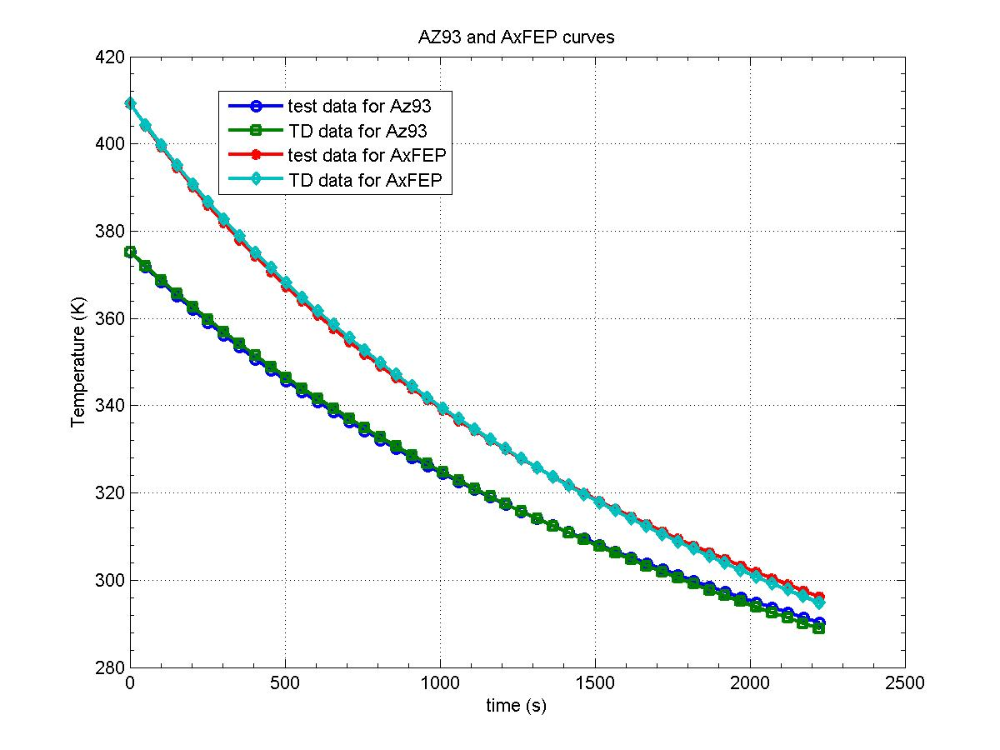 AZ93 and AxFEP curves
420
400
380
360
340
320
300
280
Temperature (K)
test data for Az93
TD data for Az93
test data for AxFEP
TD data for AxFEP
0
500
1000
1500
2000
2500
time (s)